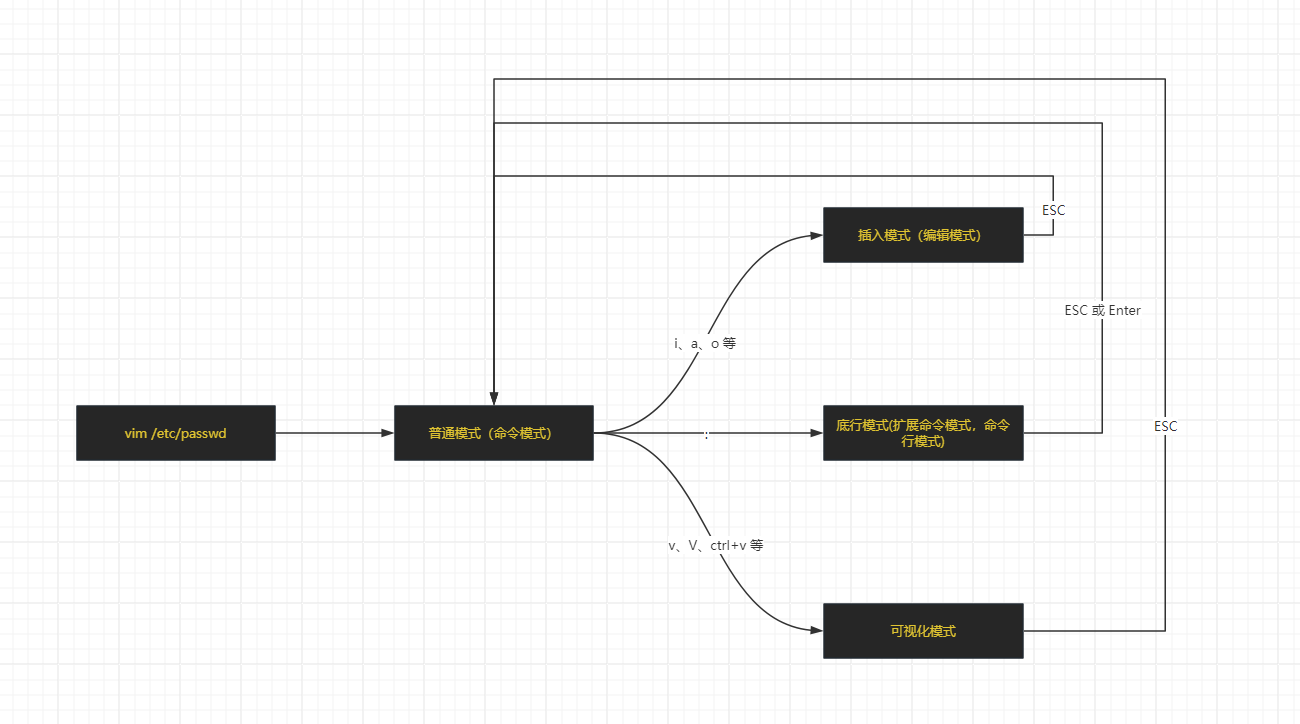 ESC
插入模式（编辑模式）
ESC 或 Enter
i、a、o 等
vim /etc/passwd
普通模式（命令模式）
:
底行模式(扩展命令模式，命令
行模式)
ESC
v、V、ctrl+v 等
可视化模式